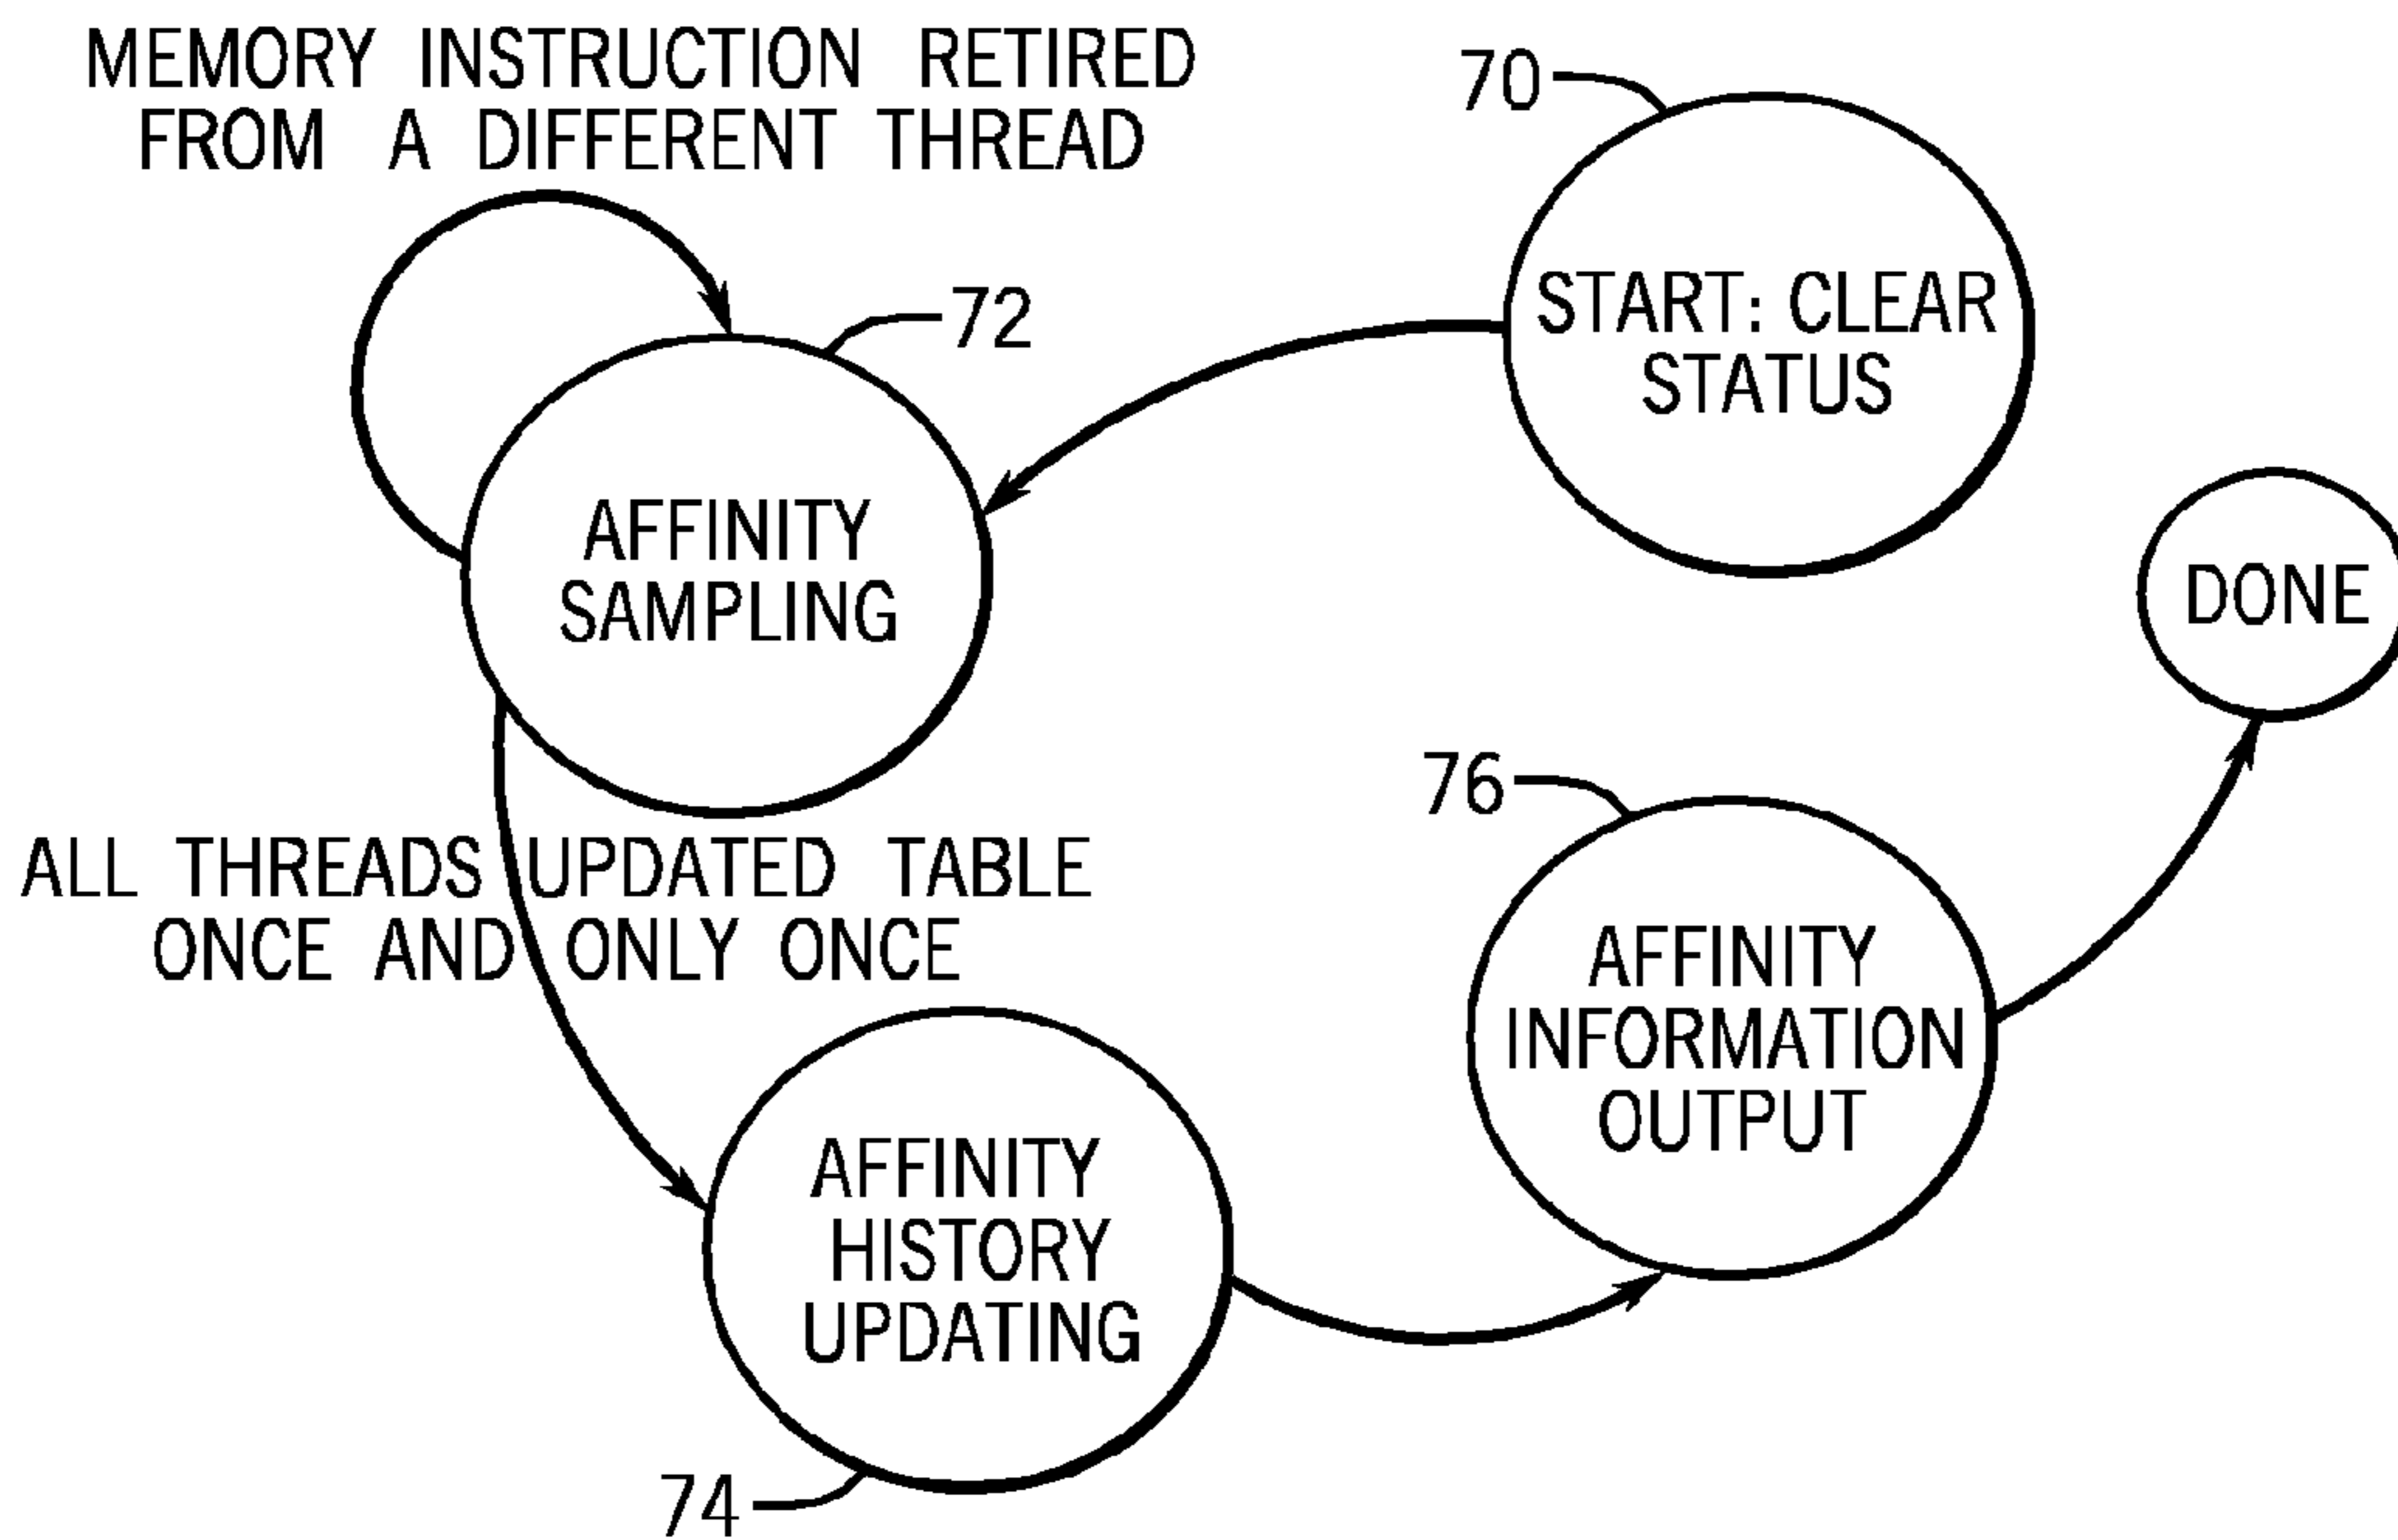 MEMORY INSTRUCTION RETIRED
FROM A DIFFERENT THREAD
70
START: CLEAR
STATUS
72
AFFINITY
SAMPLING
DONE
76
ALL THREADS UPDATED TABLE
ONCE AND ONLY ONCE
AFFINITY
INFORMATION
OUTPUT
AFFINITY
HISTORY
UPDATING
74